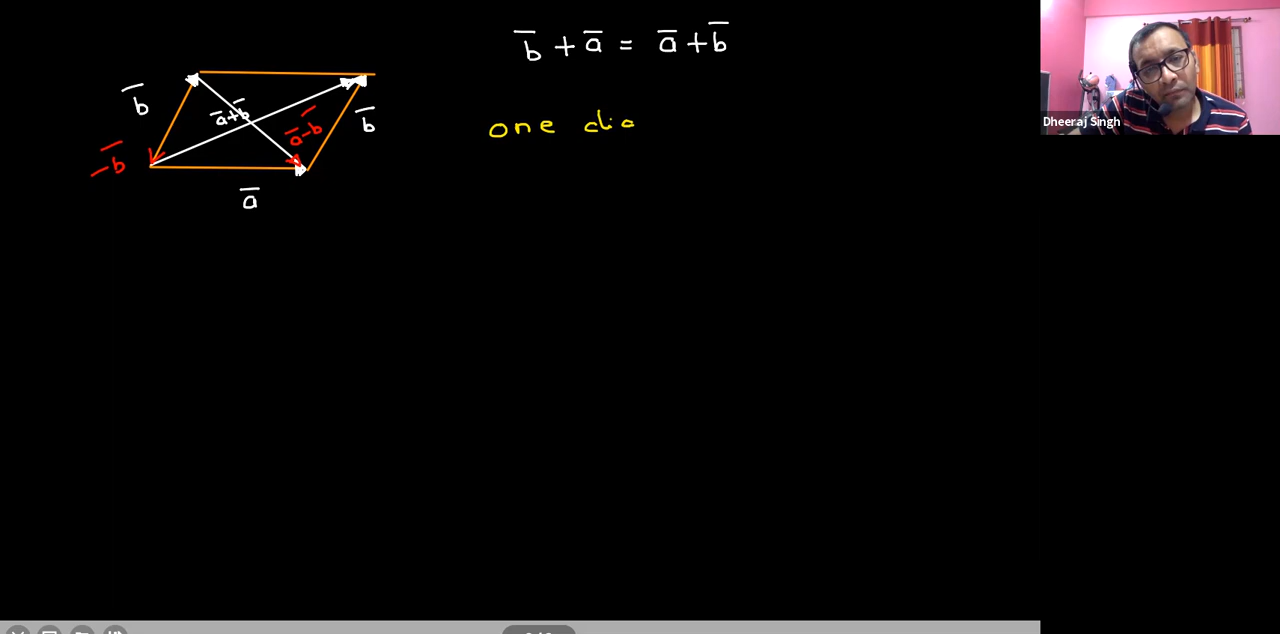 b̅ + a̅ = a̅ + b̅
b̅
a̅+b̅
a̅-b̅
b̅
-b̅
a̅
one dia
Dheeraj Singh